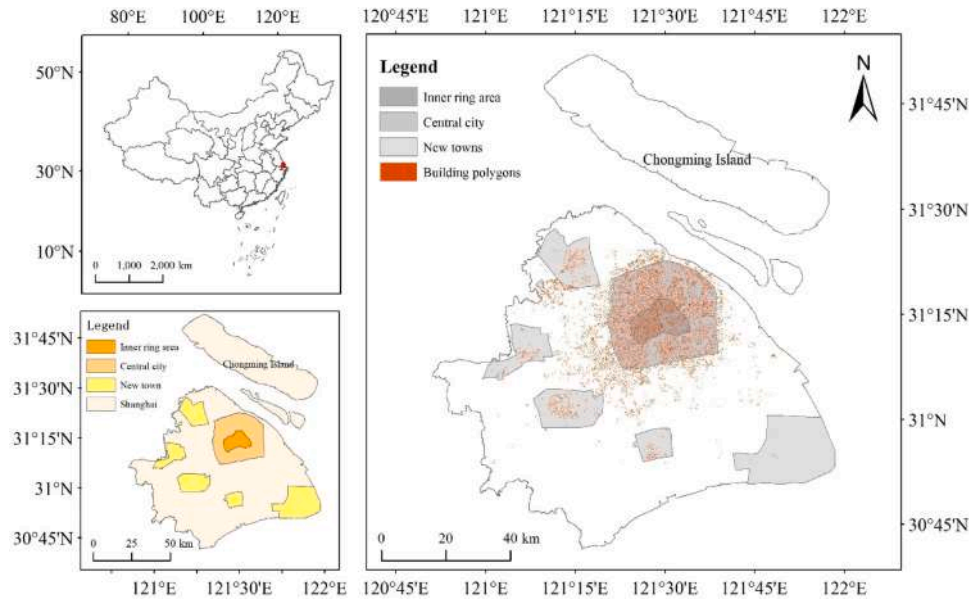 80°E 100°E 120°E
50°N
30°N
10°N
0 1,000 2,000 km
Legend
Inner ring area
Central city
New town
Shanghai
Chongming Island
31°45'N
31°30'N
31°15'N
31°N
30°45'N
0 25 50 km
121°E 121°30'E 122°E
120°45'E 121°E 121°15'E 121°30'E 121°45'E 122°E
Legend
Inner ring area
Central city
New towns
Building polygons
N
Chongming Island
31°45'N
31°30'N
31°15'N
31°N
30°45'N
0 20 40 km
120°45'E 121°E 121°15'E 121°30'E 121°45'E 122°E